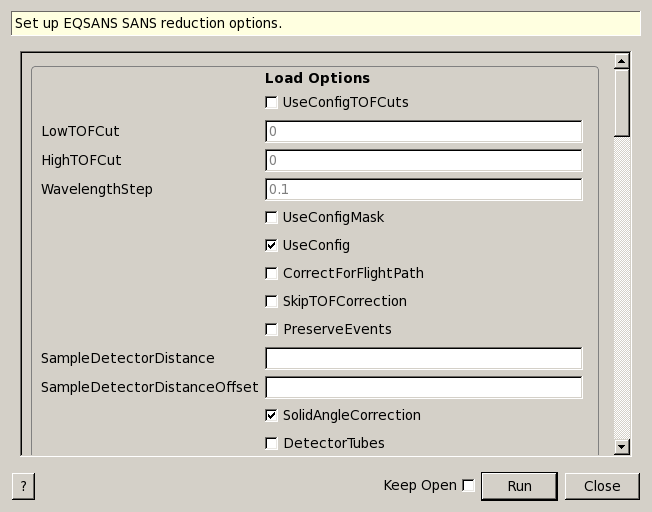 Set up EQSANS SANS reduction options.
Load Options
UseConfigTOFCuts
LowTOFCut 0
HighTOFCut 0
WavelengthStep 0.1
UseConfigMask
UseConfig
CorrectForFlightPath
SkipTOFCorrection
PreserveEvents
SampleDetectorDistance
SampleDetectorDistanceOffset
SolidAngleCorrection
DetectorTubes
? Keep Open Run Close